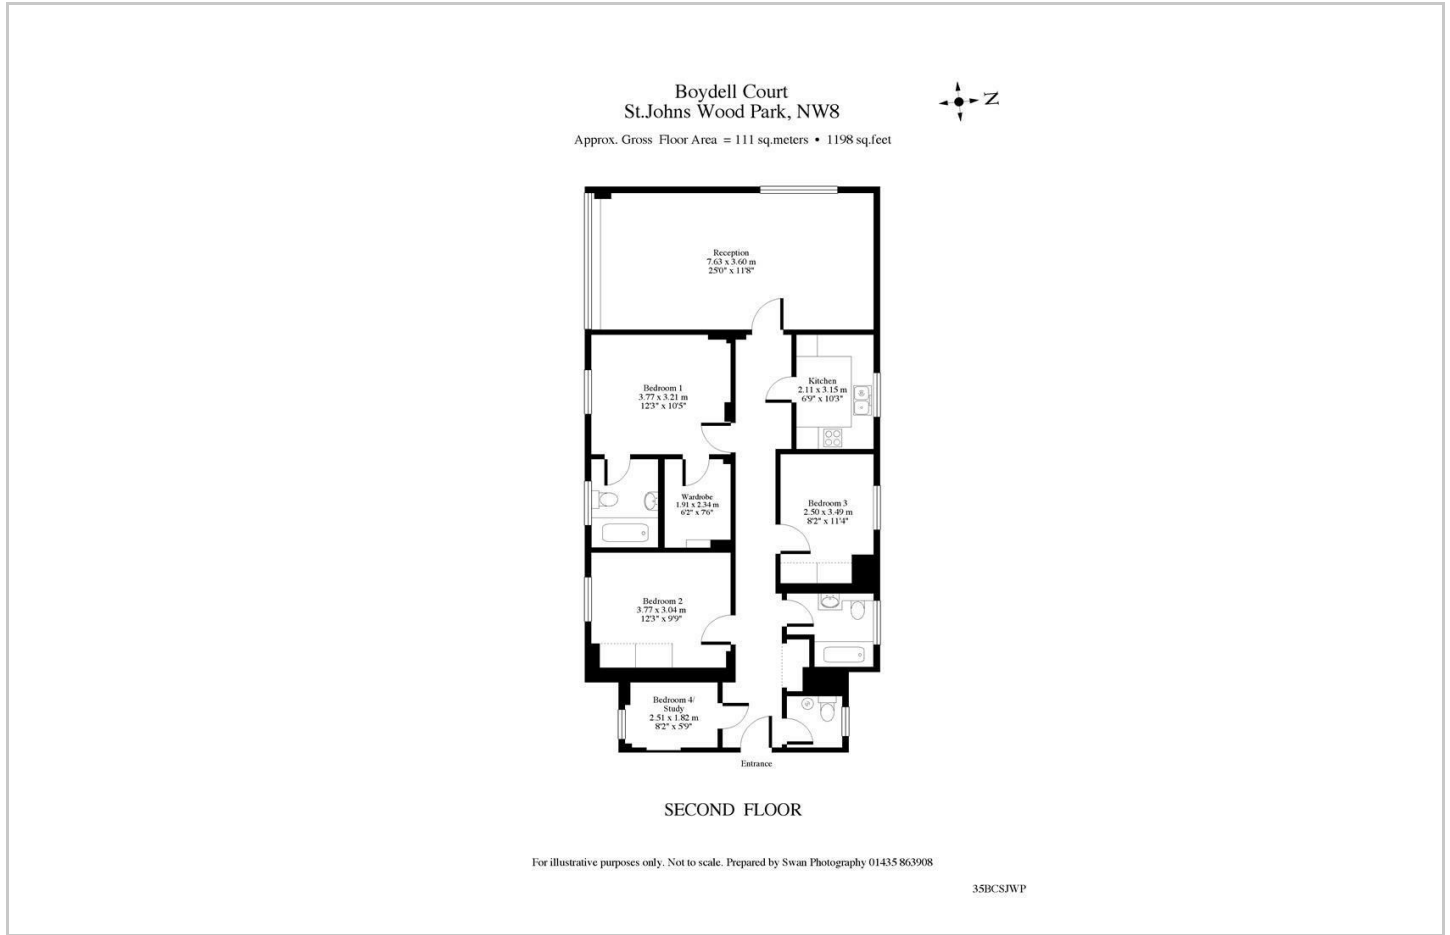 Boydell Court
St.Johns Wood Park, NW8
N
Approx. Gross Floor Area = 111 sq.meters • 1198 sq.feet
Reception
7.63 x 3.60 m
25'0" x 11'8"
Bedroom 1
3.77 x 3.21 m
12'3" x 10'5"
Kitchen
2.11 x 3.15 m
6'9" x 10'3"
Wardrobe
1.91 x 2.34 m
6'2" x 7'6"
Bedroom 3
2.50 x 3.49 m
8'2" x 11'4"
Bedroom 2
3.77 x 3.04 m
12'3" x 9'9"
Bedroom 4/
Study
2.51 x 1.82 m
8'2" x 5'9"
Entrance
SECOND FLOOR
For illustrative purposes only. Not to scale. Prepared by Swan Photography 01435 863908
35BCSJWP